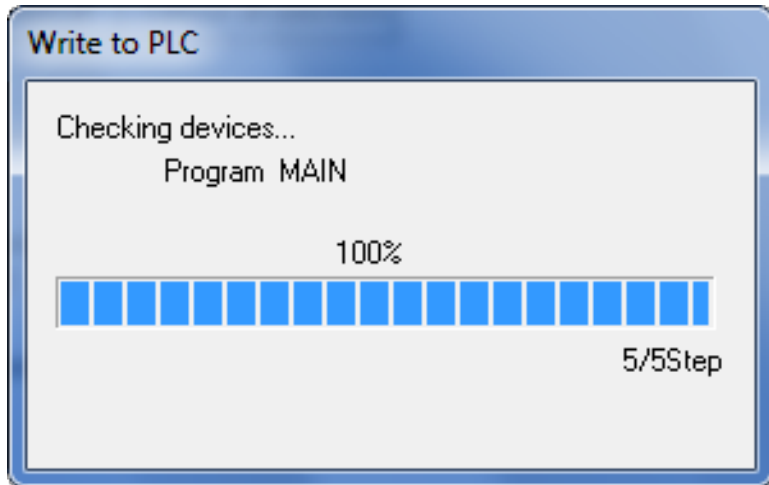 Write to PLC
Checking devices...
Program MAIN
100%
5/5Step